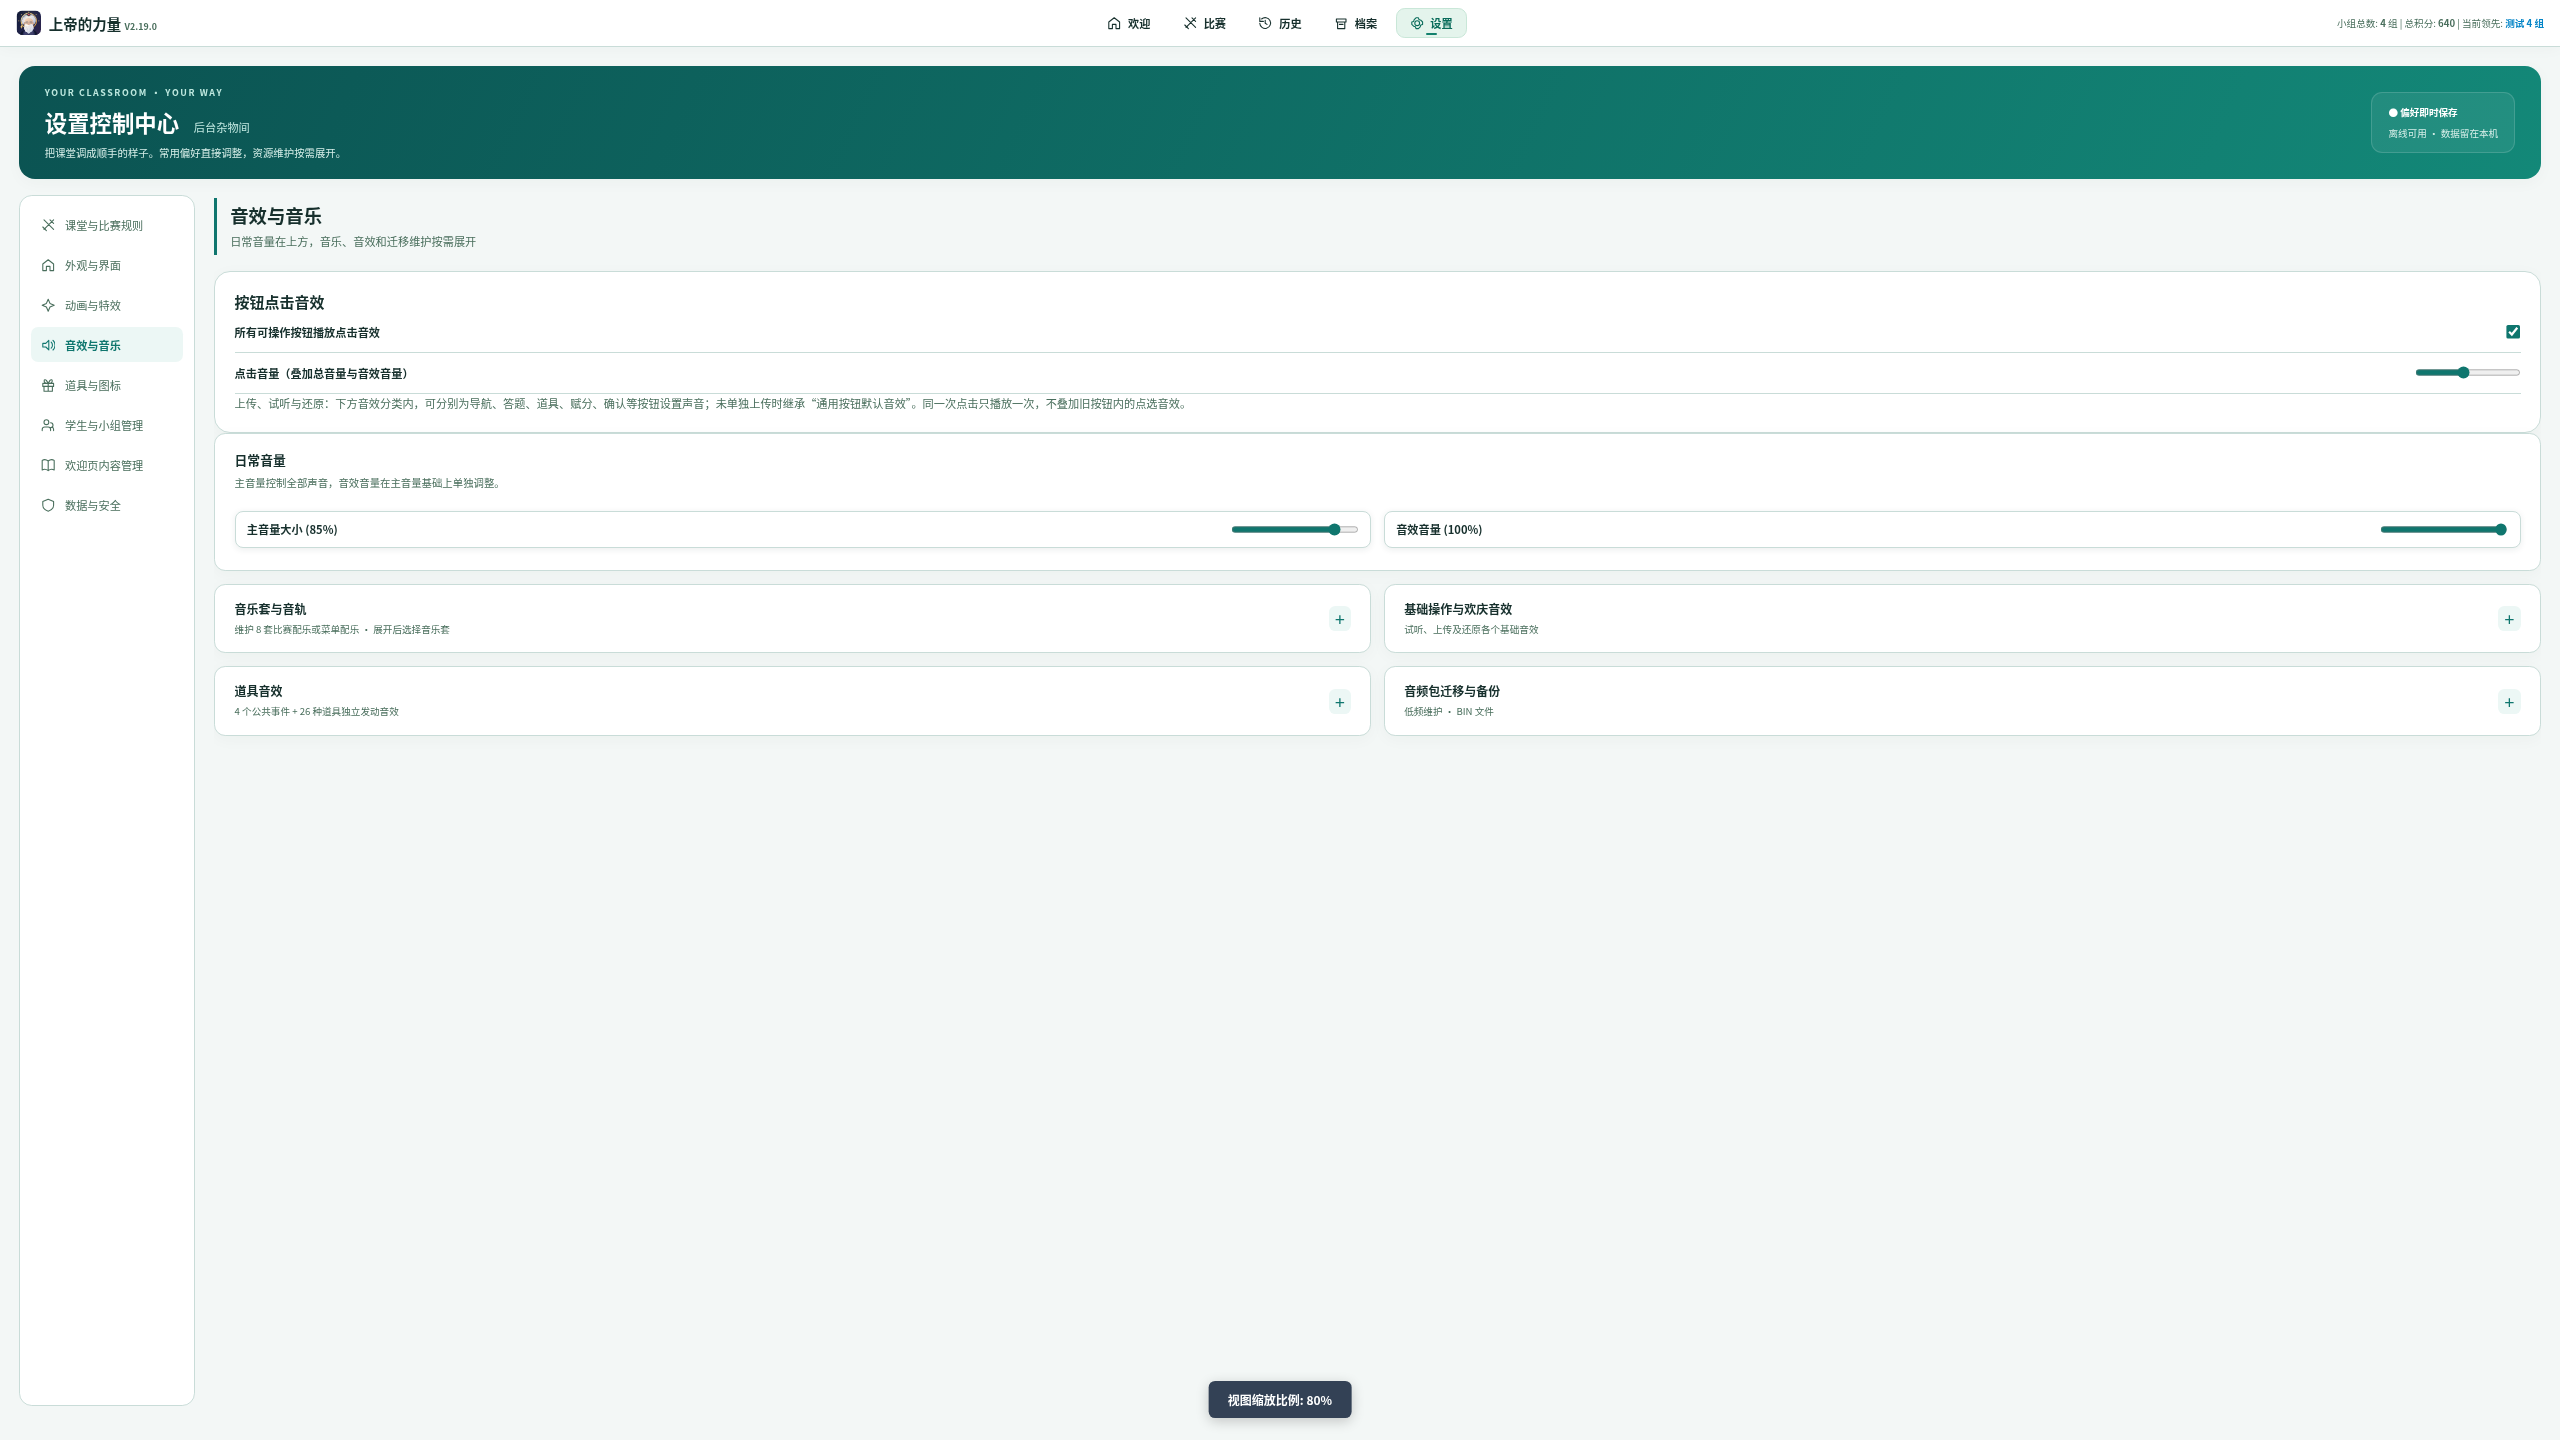 上帝的力量 V2.19.0
欢迎
比赛
历史
档案
设置
小组总数: 4 组 | 总积分: 640 | 当前领先: 测试 4 组
YOUR CLASSROOM · YOUR WAY
设置控制中心 后台杂物间
把课堂调成顺手的样子。常用偏好直接调整，资源维护按需展开。
偏好即时保存
离线可用 · 数据留在本机
课堂与比赛规则
外观与界面
动画与特效
音效与音乐
道具与图标
学生与小组管理
欢迎页内容管理
数据与安全
音效与音乐
日常音量在上方，音乐、音效和迁移维护按需展开
按钮点击音效
所有可操作按钮播放点击音效
点击音量（叠加总音量与音效音量）
上传、试听与还原：下方音效分类内，可分别为导航、答题、道具、赋分、确认等按钮设置声音；未单独上传时继承“通用按钮默认音效”。同一次点击只播放一次，不叠加旧按钮内的点选音效。
日常音量
主音量控制全部声音，音效音量在主音量基础上单独调整。
主音量大小 (85%)
音效音量 (100%)
音乐套与音轨
维护 8 套比赛配乐或菜单配乐 · 展开后选择音乐套
+
基础操作与欢庆音效
试听、上传及还原各个基础音效
+
道具音效
4 个公共事件 + 26 种道具独立发动音效
+
音频包迁移与备份
低频维护 · BIN 文件
+
视图缩放比例: 80%